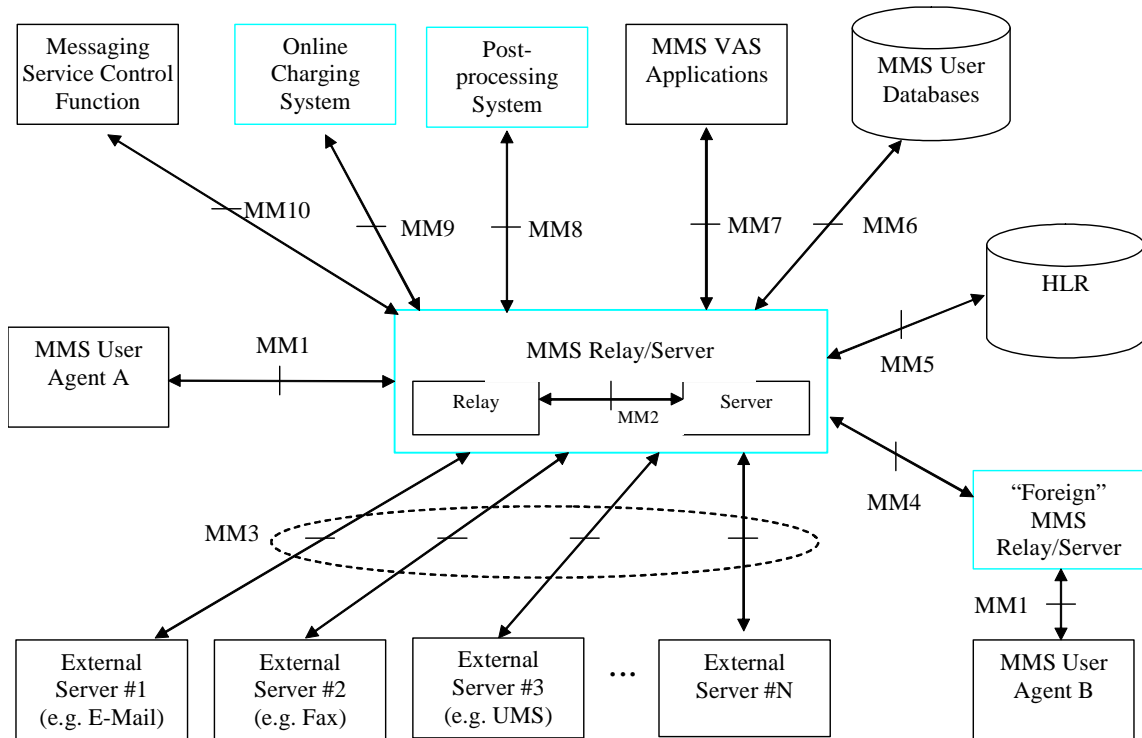 Messaging
Service Control
Function
Online
Charging
System
Post-
processing
System
MMS VAS
Applications
MMS User
Databases
MM10
MM9
MM8
MM7
MM6
HLR
MMS User
Agent A
MM1
MMS Relay/Server
MM5
Relay
MM2
Server
MM4
“Foreign”
MMS
Relay/Server
MM3
MM1
External
Server #1
(e.g. E-Mail)
External
Server #2
(e.g. Fax)
External
Server #3
(e.g. UMS)
...
External
Server #N
MMS User
Agent B